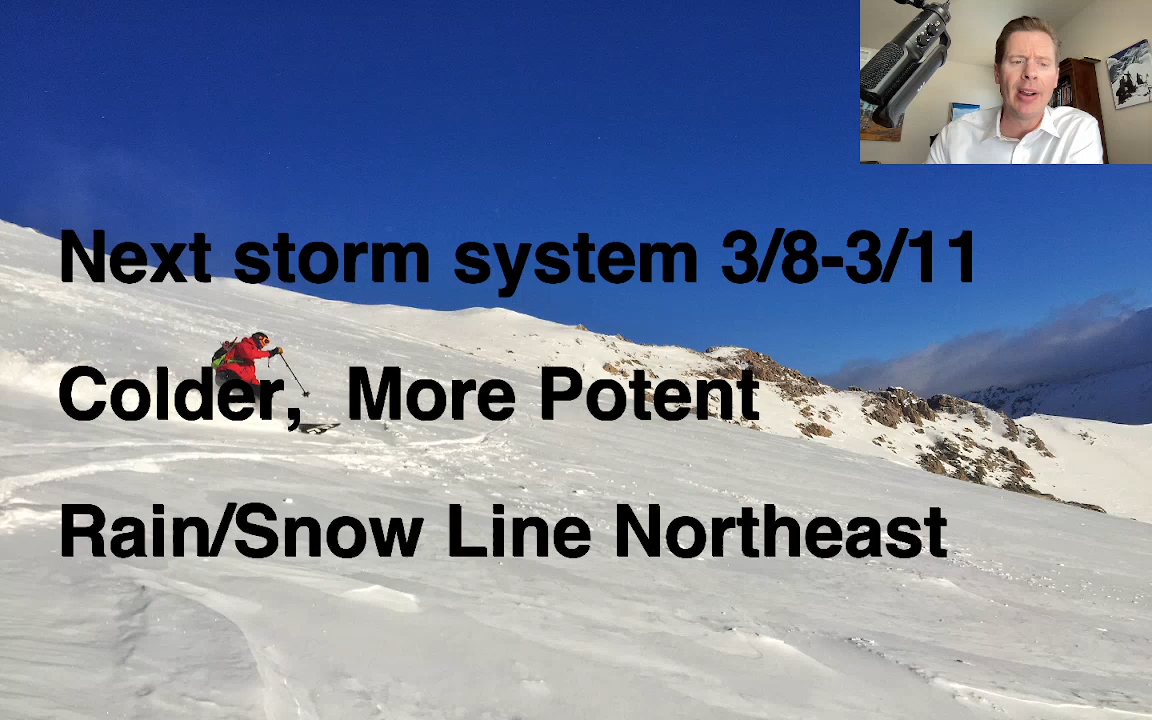 Next storm system 3/8-3/11
Colder, More Potent
Rain/Snow Line Northeast